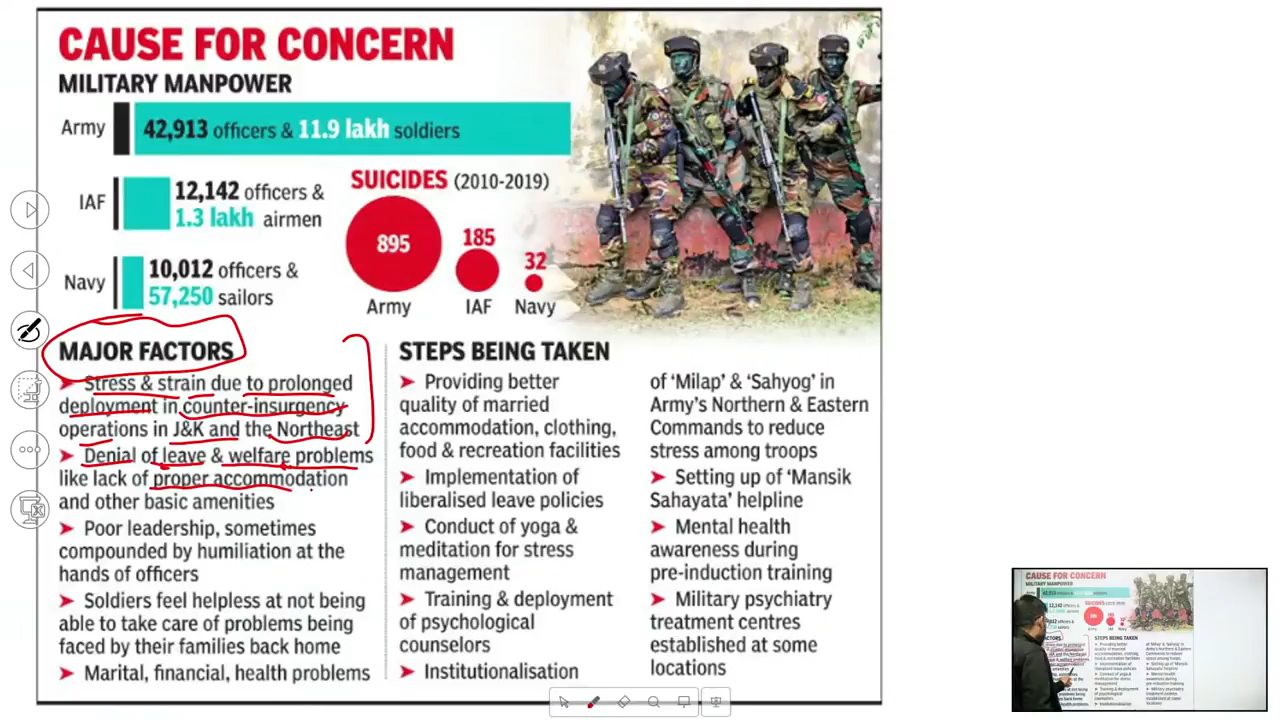 CAUSE FOR CONCERN
MILITARY MANPOWER
Army
42,913 officers & 11.9 lakh soldiers
IAF
12,142 officers &
1.3 lakh airmen
Navy
10,012 officers &
57,250 sailors
SUICIDES (2010-2019)
895
185
32
Army
IAF
Navy
MAJOR FACTORS
Stress & strain due to prolonged
deployment in counter-insurgency
operations in J&K and the Northeast
Denial of leave & welfare problems
like lack of proper accommodation
and other basic amenities
Poor leadership, sometimes
compounded by humiliation at the
hands of officers
Soldiers feel helpless at not being
able to take care of problems being
faced by their families back home
Marital, financial, health problem
STEPS BEING TAKEN
Providing better
quality of married
accommodation, clothing,
food & recreation facilities
Implementation of
liberalised leave policies
Conduct of yoga &
meditation for stress
management
Training & deployment
of psychological
Institutionalisation
of ‘Milap’ & ‘Sahyog’ in
Army's Northern & Eastern
Commands to reduce
stress among troops
Setting up of ‘Mansik
Sahayata’ helpline
Mental health
awareness during
pre-induction training
Military psychiatry
treatment centres
established at some
locations